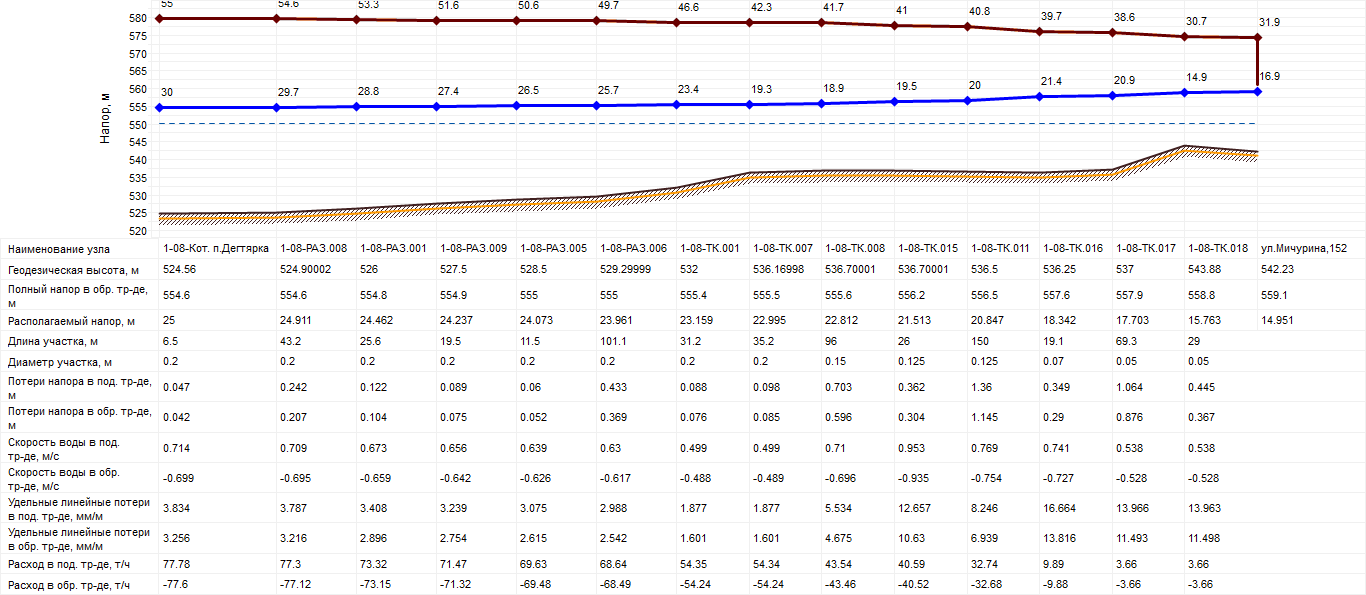 55 54.6 53.3 51.6 50.6 49.7 46.6 42.3 41.7 41 40.8 39.7 38.6 30.7 31.9
30 29.7 28.8 27.4 26.5 25.7 23.4 19.3 18.9 19.5 20 21.4 20.9 14.9 16.9
Напор, м
580
575
570
565
560
555
550
545
540
535
530
525
520
Наименование узла 1-08-Кот. п.Дегтярка 1-08-РАЗ.008 1-08-РАЗ.001 1-08-РАЗ.009 1-08-РАЗ.005 1-08-РАЗ.006 1-08-ТК.001 1-08-ТК.007 1-08-ТК.008 1-08-ТК.015 1-08-ТК.011 1-08-ТК.016 1-08-ТК.017 1-08-ТК.018 ул.Мичурина,152
Геодезическая высота, м 524.56 524.90002 526 527.5 528.5 529.29999 532 536.16998 536.70001 536.70001 536.5 536.25 537 543.88 542.23
Полный напор в обр. тр-де,
м 554.6 554.6 554.8 554.9 555 555 555.4 555.5 555.6 556.2 556.5 557.6 557.9 558.8 559.1
Располагаемый напор, м 25 24.911 24.462 24.237 24.073 23.961 23.159 22.995 22.812 21.513 20.847 18.342 17.703 15.763 14.951
Длина участка, м 6.5 43.2 25.6 19.5 11.5 101.1 31.2 35.2 96 26 150 19.1 69.3 29
Диаметр участка, м 0.2 0.2 0.2 0.2 0.2 0.2 0.2 0.2 0.15 0.125 0.125 0.07 0.05 0.05
Потери напора в под. тр-де,
м 0.047 0.242 0.122 0.089 0.06 0.433 0.088 0.098 0.703 0.362 1.36 0.349 1.064 0.445
Потери напора в обр. тр-де,
м 0.042 0.207 0.104 0.075 0.052 0.369 0.076 0.085 0.596 0.304 1.145 0.29 0.876 0.367
Скорость воды в под.
тр-де, м/с 0.714 0.709 0.673 0.656 0.639 0.63 0.499 0.499 0.71 0.953 0.769 0.741 0.538 0.538
Скорость воды в обр.
тр-де, м/с -0.699 -0.695 -0.659 -0.642 -0.626 -0.617 -0.488 -0.489 -0.696 -0.935 -0.754 -0.727 -0.528 -0.528
Удельные линейные потери
в под. тр-де, мм/м 3.834 3.787 3.408 3.239 3.075 2.988 1.877 1.877 5.534 12.657 8.246 16.664 13.966 13.963
Удельные линейные потери
в обр. тр-де, мм/м 3.256 3.216 2.896 2.754 2.615 2.542 1.601 1.601 4.675 10.63 6.939 13.816 11.493 11.498
Расход в под. тр-де, т/ч 77.78 77.3 73.32 71.47 69.63 68.64 54.35 54.34 43.54 40.59 32.74 9.89 3.66 3.66
Расход в обр. тр-де, т/ч -77.6 -77.12 -73.15 -71.32 -69.48 -68.49 -54.24 -54.24 -43.46 -40.52 -32.68 -9.88 -3.66 -3.66